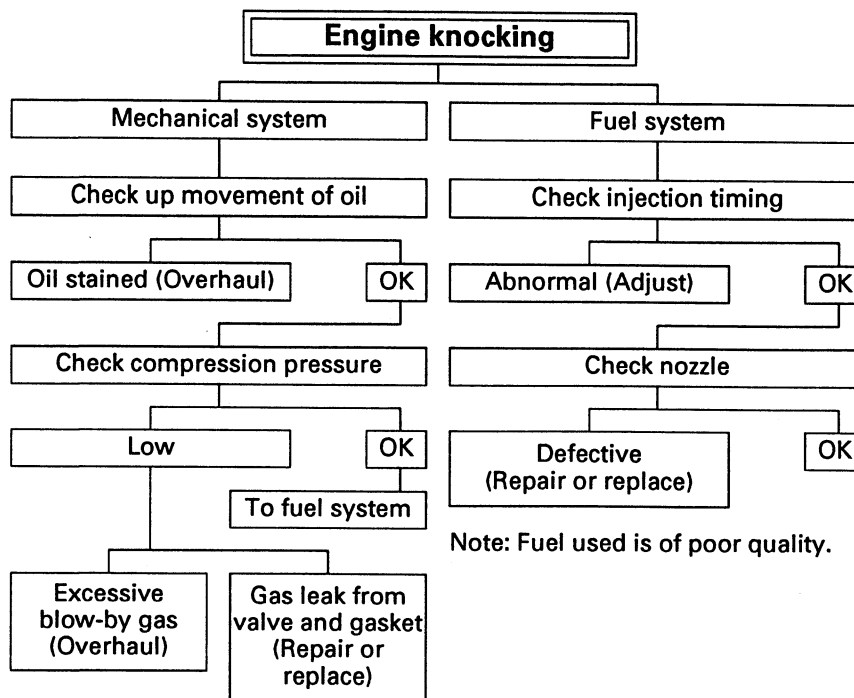 Engine knocking
Mechanical system
Check up movement of oil
Oil stained (Overhaul)
OK
Check compression pressure
Low
OK
To fuel system
Excessive
blow-by gas
(Overhaul)
Gas leak from
valve and gasket
(Repair or
replace)
Fuel system
Check injection timing
Abnormal (Adjust)
OK
Check nozzle
Defective
(Repair or replace)
OK
Note: Fuel used is of poor quality.